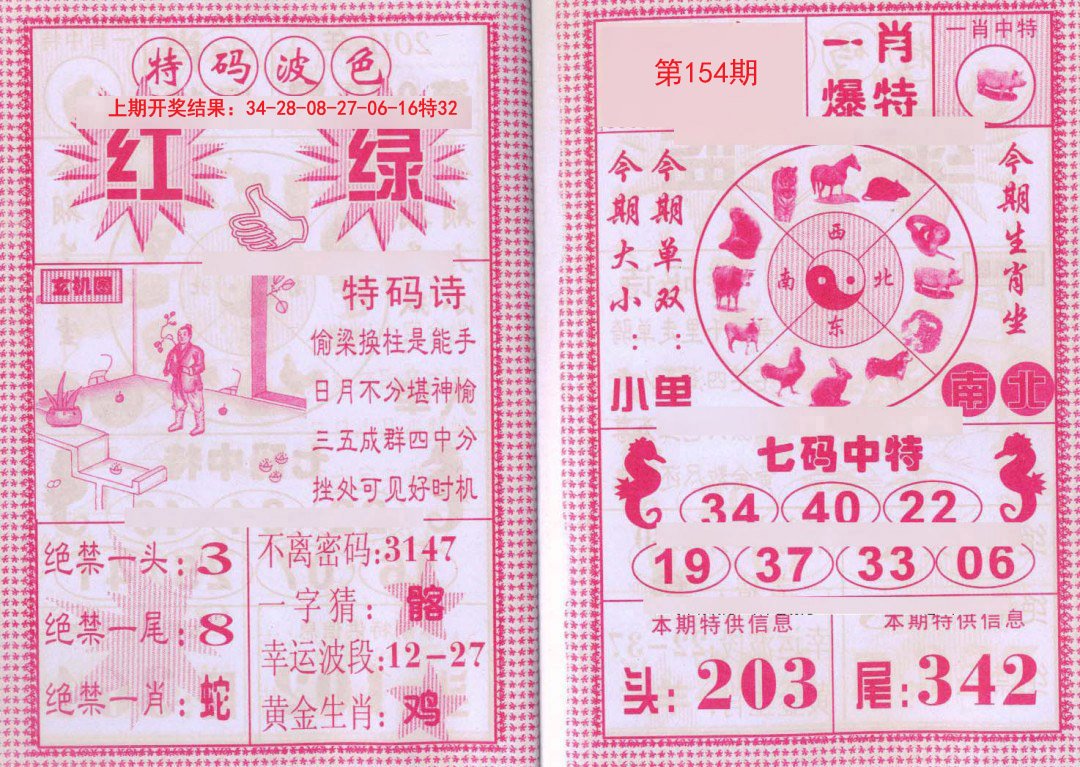 特码波色
上期开奖结果：34-28-08-27-06-16特32
红 绿
玄机图
特码诗
偷梁换柱是能手
日月不分堪神愉
三五成群四中分
挫处可见好时机
绝禁一头：3
绝禁一尾：8
绝禁一肖：蛇
不离密码:3147
一字猜：髂
幸运波段:12-27
黄金生肖：鸡
第154期
一肖
爆特
一肖中特
今期大小：小
今期单双：
西
南 北
东
今期生肖坐
南北
七码中特
34 40 22
19 37 33 06
本期特供信息
头：203
本期特供信息
尾:342